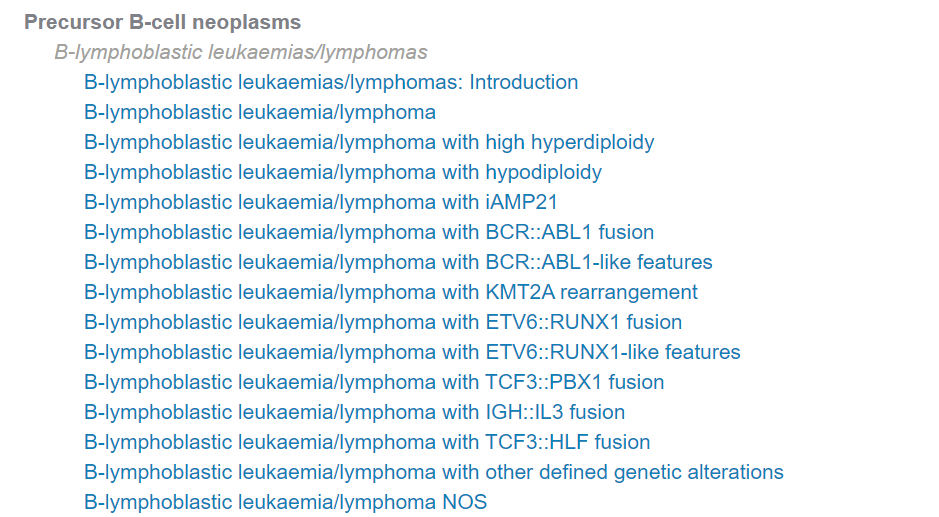 Precursor B-cell neoplasms
B-lymphoblastic leukaemias/lymphomas
B-lymphoblastic leukaemias/lymphomas: Introduction
B-lymphoblastic leukaemia/lymphoma
B-lymphoblastic leukaemia/lymphoma with high hyperdiploidy
B-lymphoblastic leukaemia/lymphoma with hypodiploidy
B-lymphoblastic leukaemia/lymphoma with iAMP21
B-lymphoblastic leukaemia/lymphoma with BCR::ABL1 fusion
B-lymphoblastic leukaemia/lymphoma with BCR::ABL1-like features
B-lymphoblastic leukaemia/lymphoma with KMT2A rearrangement
B-lymphoblastic leukaemia/lymphoma with ETV6::RUNX1 fusion
B-lymphoblastic leukaemia/lymphoma with ETV6::RUNX1-like features
B-lymphoblastic leukaemia/lymphoma with TCF3::PBX1 fusion
B-lymphoblastic leukaemia/lymphoma with IGH::IL3 fusion
B-lymphoblastic leukaemia/lymphoma with TCF3::HLF fusion
B-lymphoblastic leukaemia/lymphoma with other defined genetic alterations
B-lymphoblastic leukaemia/lymphoma NOS